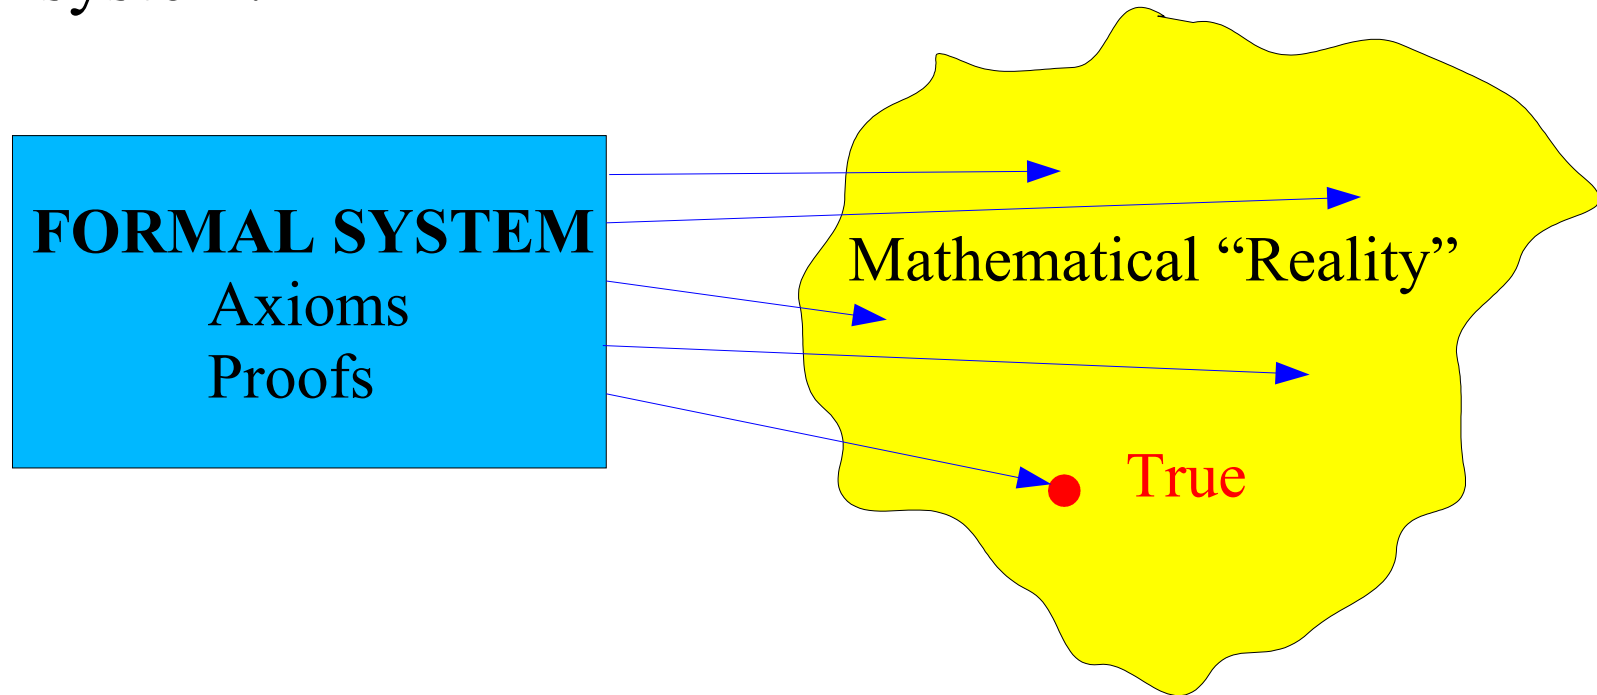 FORMAL SYSTEM
Axioms
Proofs
Mathematical “Reality”
True